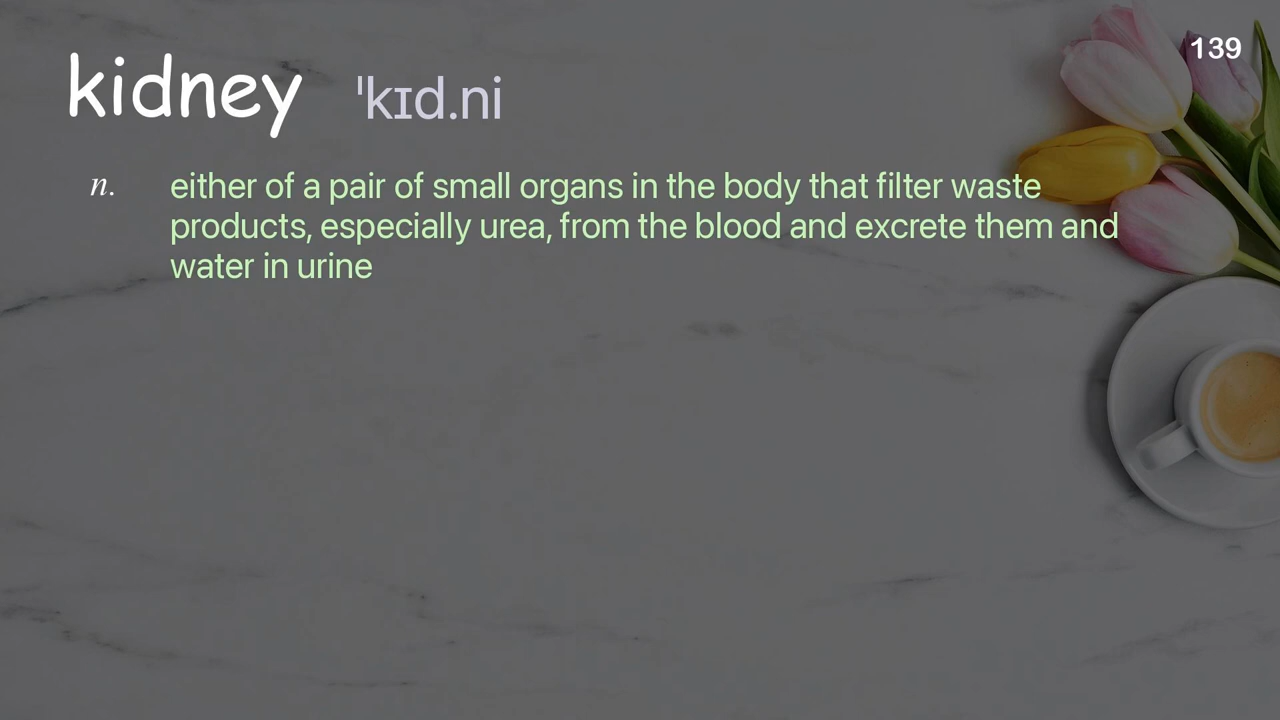 139
kidney ˈkɪd.ni
n. either of a pair of small organs in the body that filter waste
products, especially urea, from the blood and excrete them and
water in urine